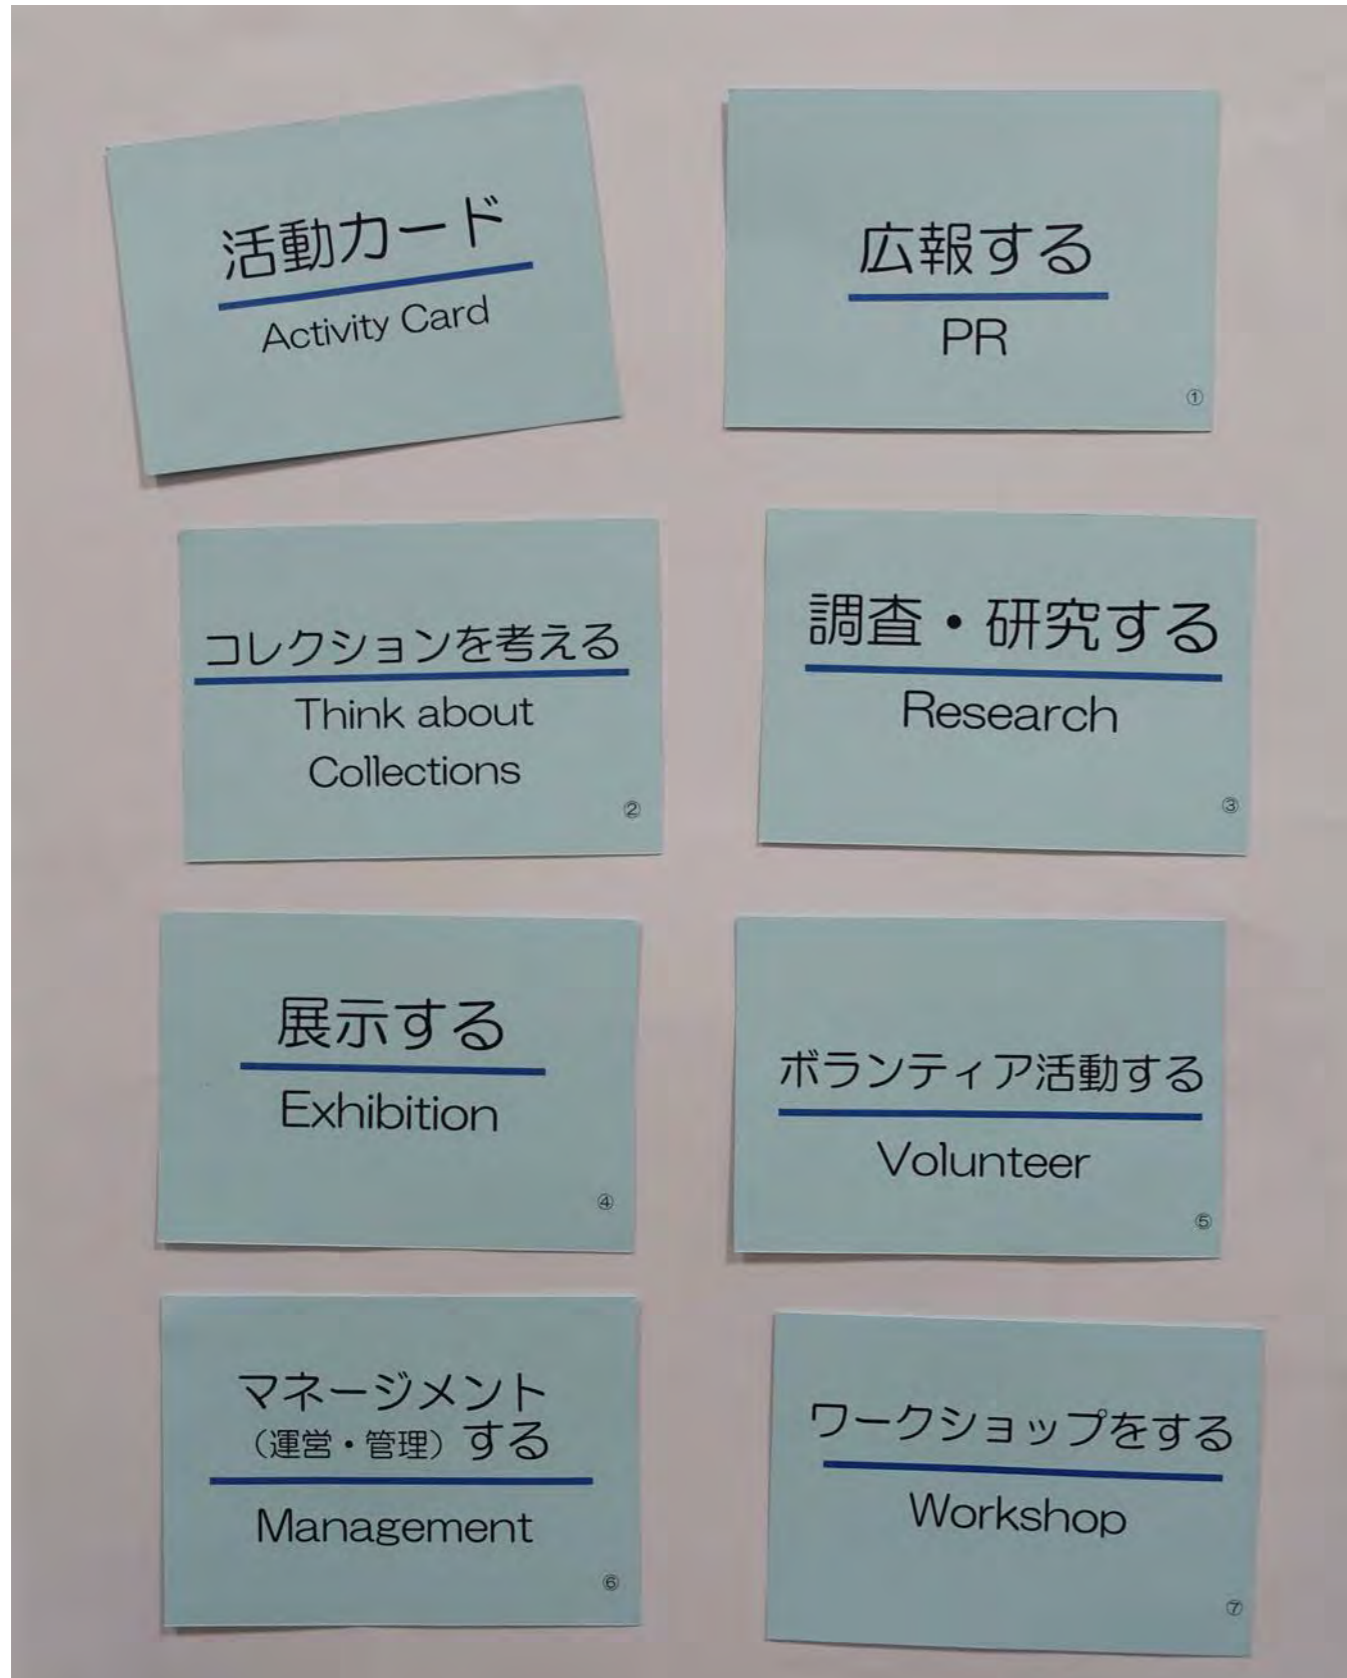 活動カード
Activity Card
広報する
PR
①
コレクションを考える
Think about
Collections
②
調査・研究する
Research
③
展示する
Exhibition
④
ボランティア活動する
Volunteer
⑤
マネージメント
（運営・管理）する
Management
⑥
ワークショップをする
Workshop
⑦